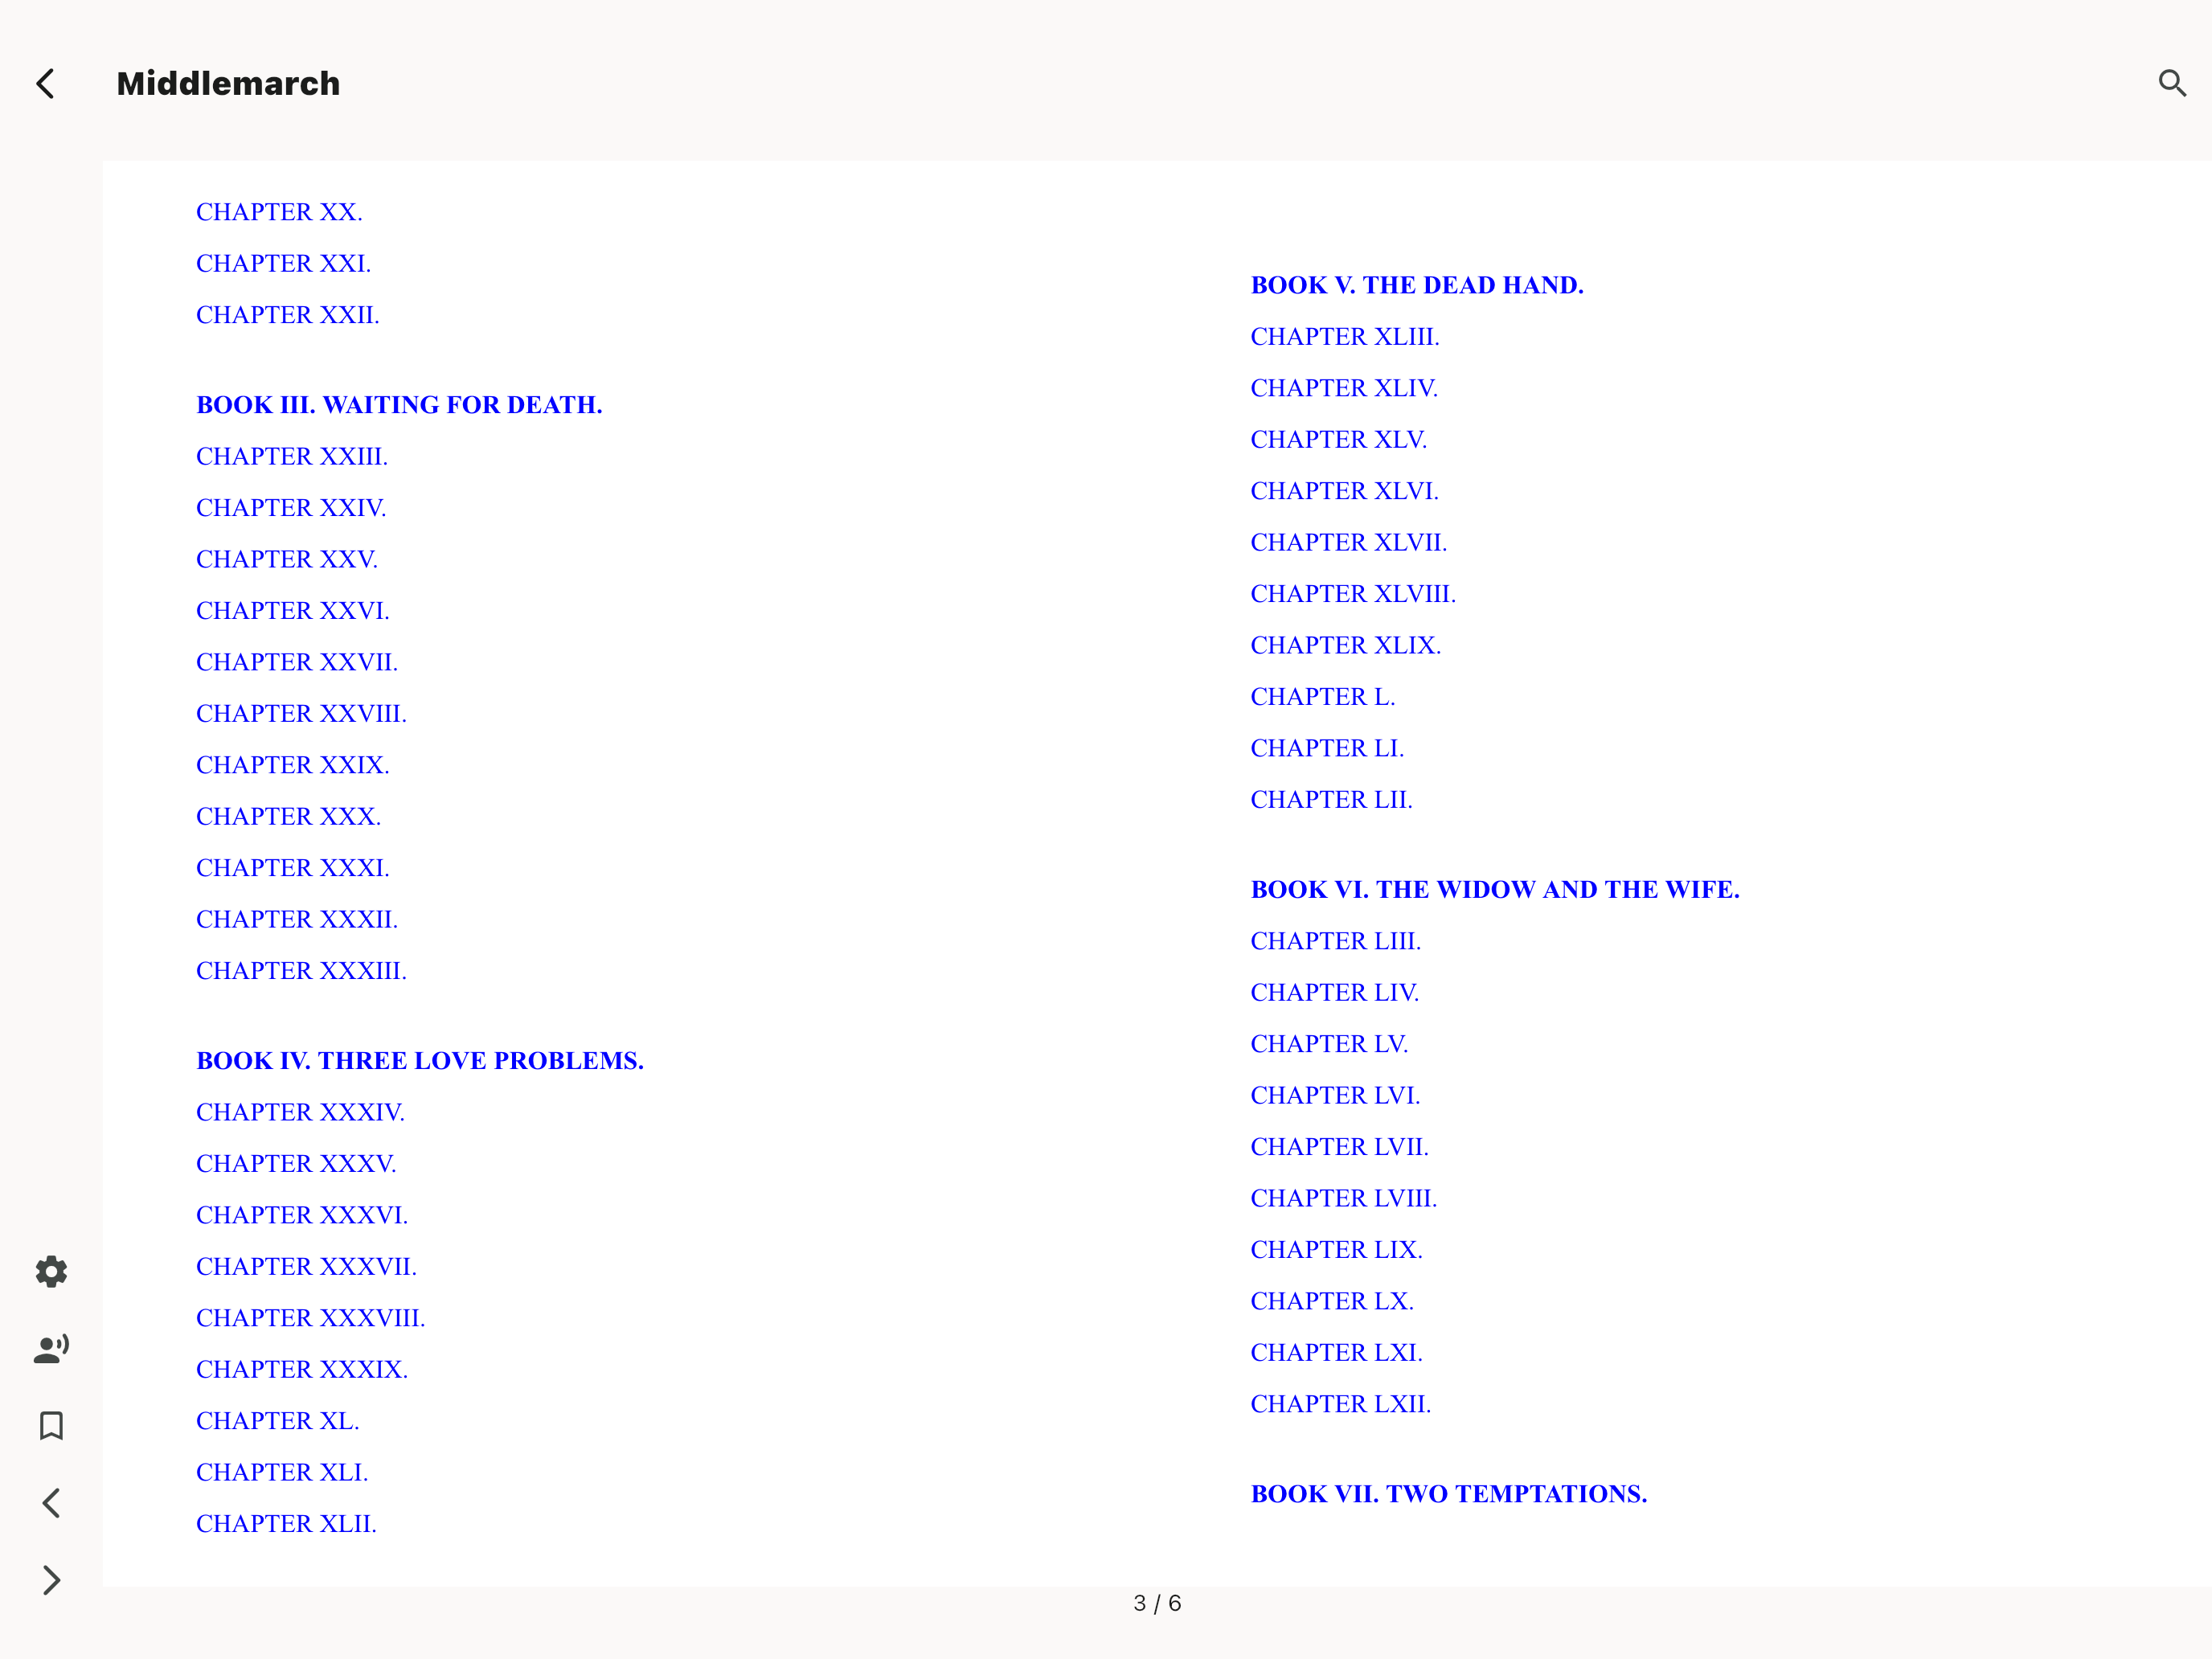 Middlemarch
CHAPTER XX.
CHAPTER XXI.
CHAPTER XXII.
BOOK III. WAITING FOR DEATH.
CHAPTER XXIII.
CHAPTER XXIV.
CHAPTER XXV.
CHAPTER XXVI.
CHAPTER XXVII.
CHAPTER XXVIII.
CHAPTER XXIX.
CHAPTER XXX.
CHAPTER XXXI.
CHAPTER XXXII.
CHAPTER XXXIII.
BOOK IV. THREE LOVE PROBLEMS.
CHAPTER XXXIV.
CHAPTER XXXV.
CHAPTER XXXVI.
CHAPTER XXXVII.
CHAPTER XXXVIII.
CHAPTER XXXIX.
CHAPTER XL.
CHAPTER XLI.
CHAPTER XLII.
BOOK V. THE DEAD HAND.
CHAPTER XLIII.
CHAPTER XLIV.
CHAPTER XLV.
CHAPTER XLVI.
CHAPTER XLVII.
CHAPTER XLVIII.
CHAPTER XLIX.
CHAPTER L.
CHAPTER LI.
CHAPTER LII.
BOOK VI. THE WIDOW AND THE WIFE.
CHAPTER LIII.
CHAPTER LIV.
CHAPTER LV.
CHAPTER LVI.
CHAPTER LVII.
CHAPTER LVIII.
CHAPTER LIX.
CHAPTER LX.
CHAPTER LXI.
CHAPTER LXII.
BOOK VII. TWO TEMPTATIONS.
3 / 6